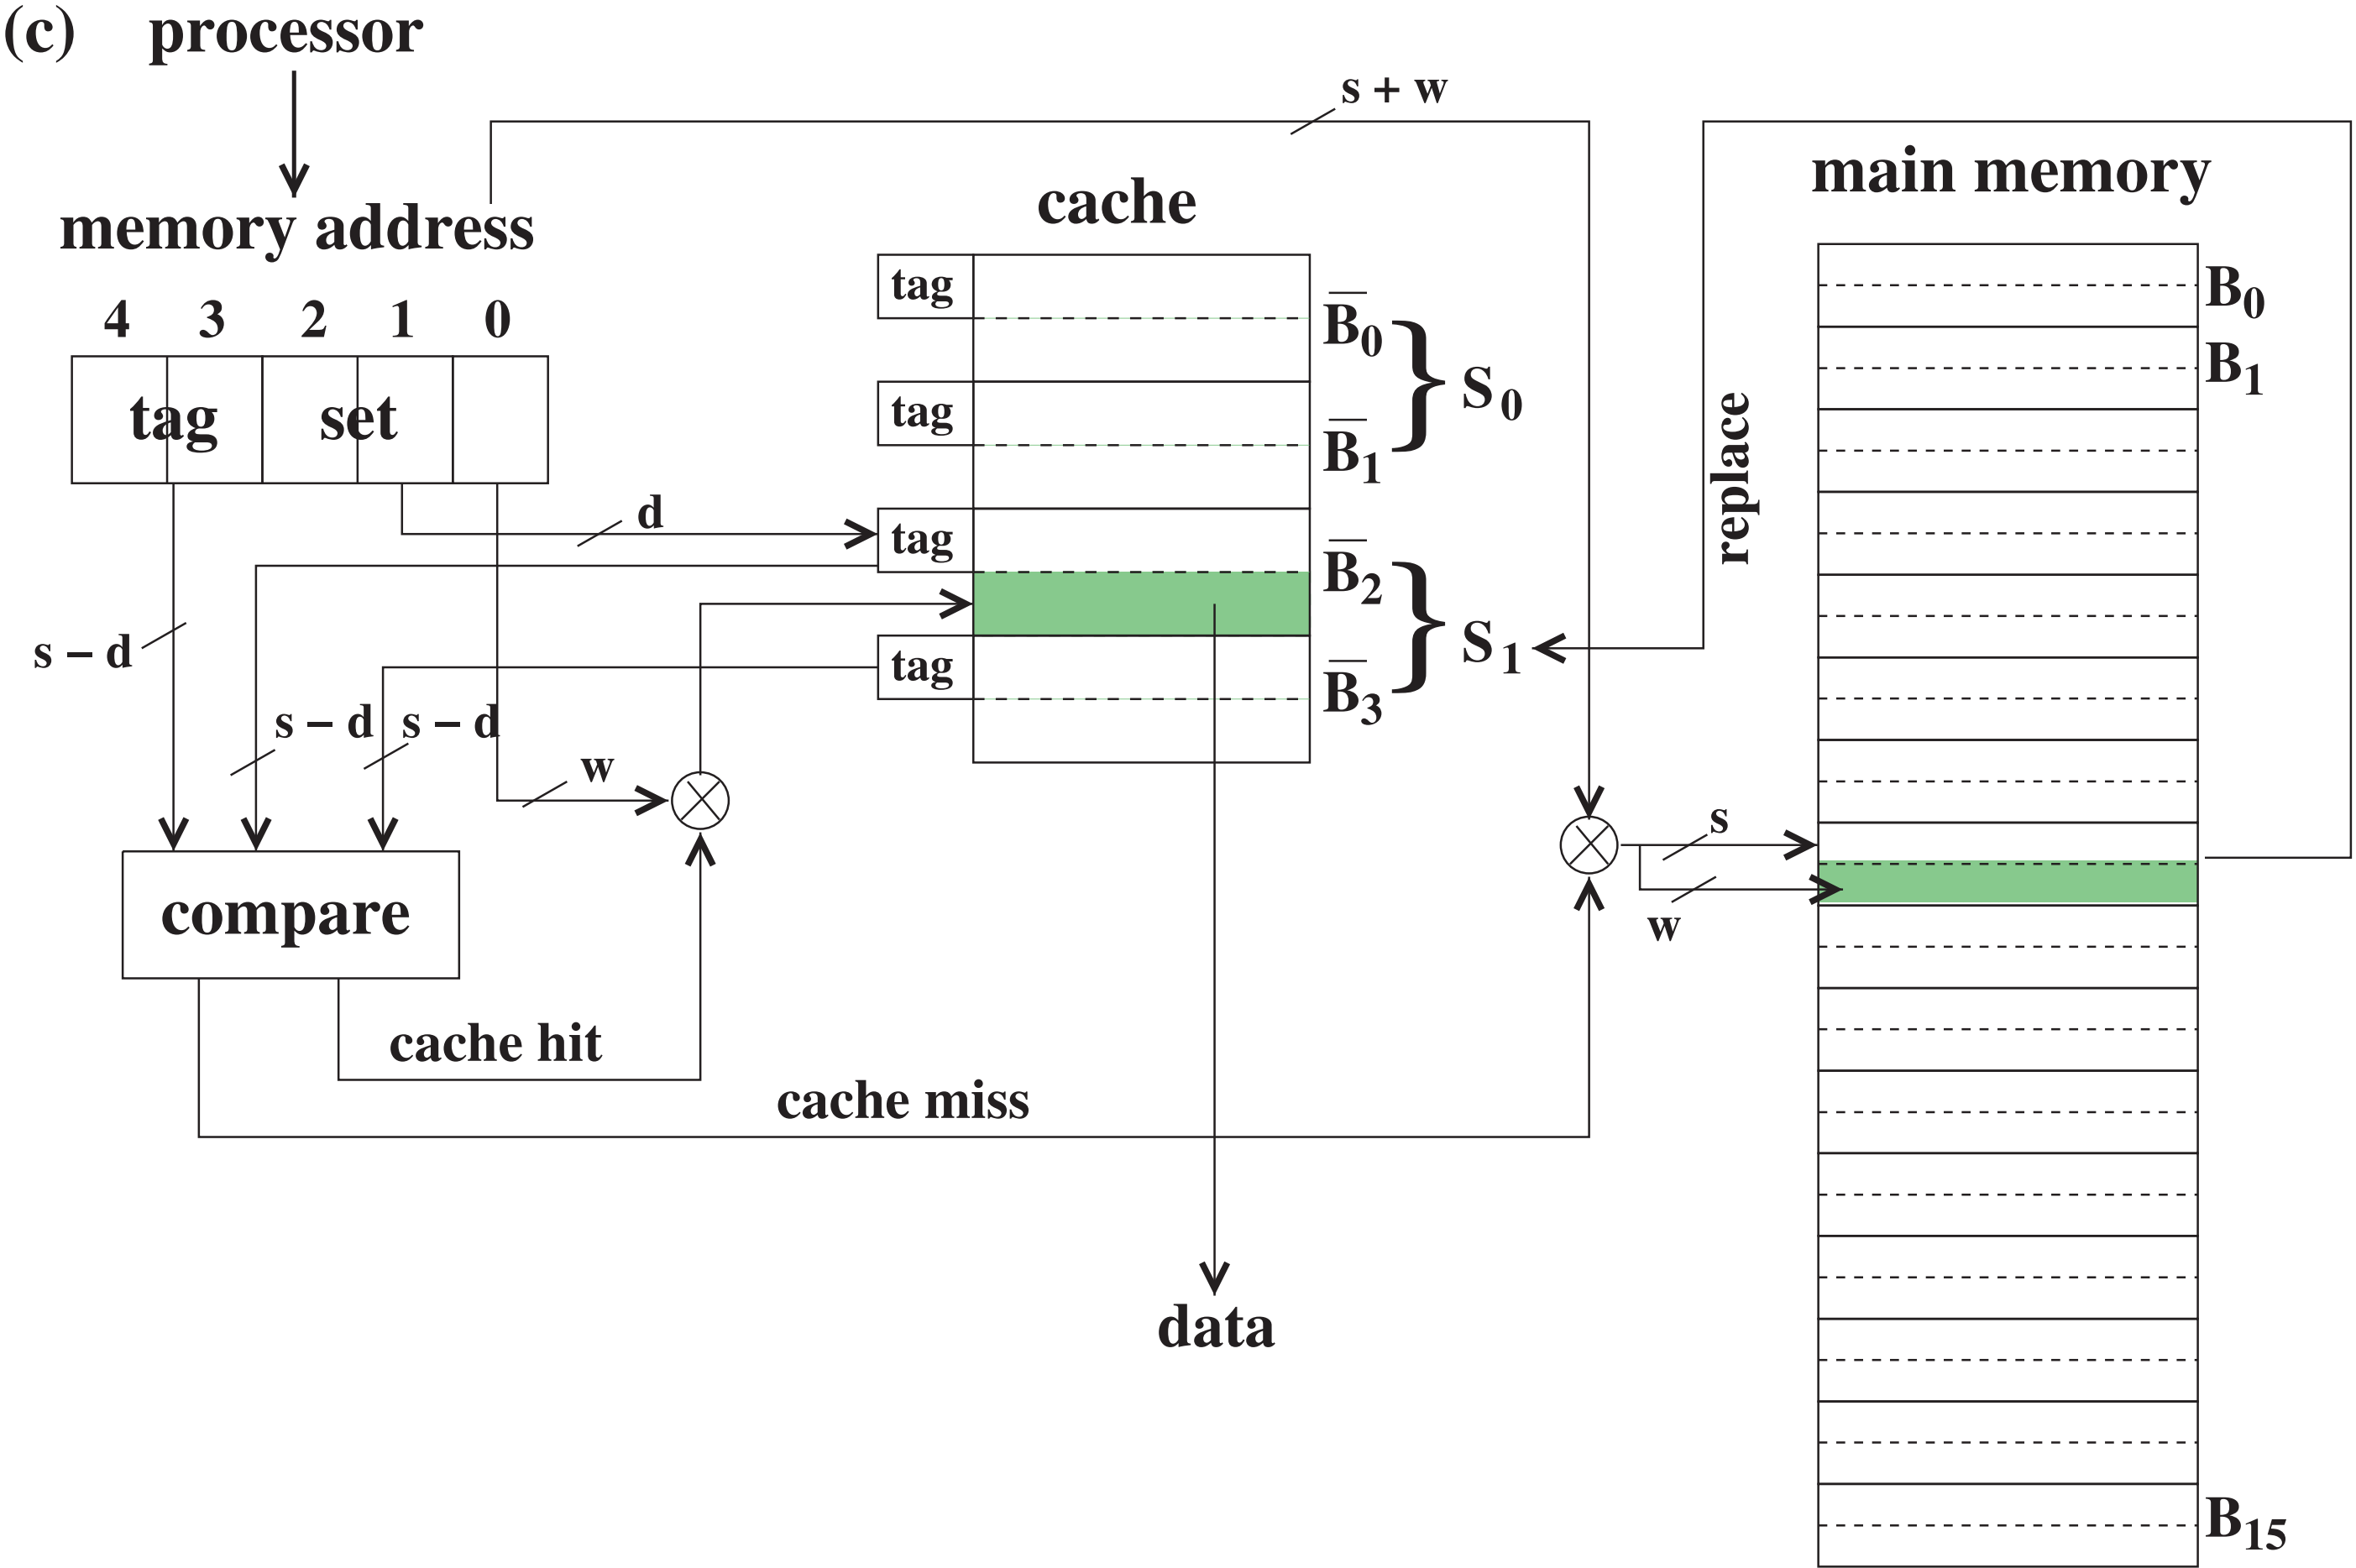 (c) processor
s + w
main memory
cache
memory address
4 3 2 1 0
tag set
tag
B̅0
S0
tag
B̅1
d
tag
B̅2
S1
tag
B̅3
B0
B1
replace
s – d
s – d s – d
w
s
w
compare
cache hit
cache miss
data
B15